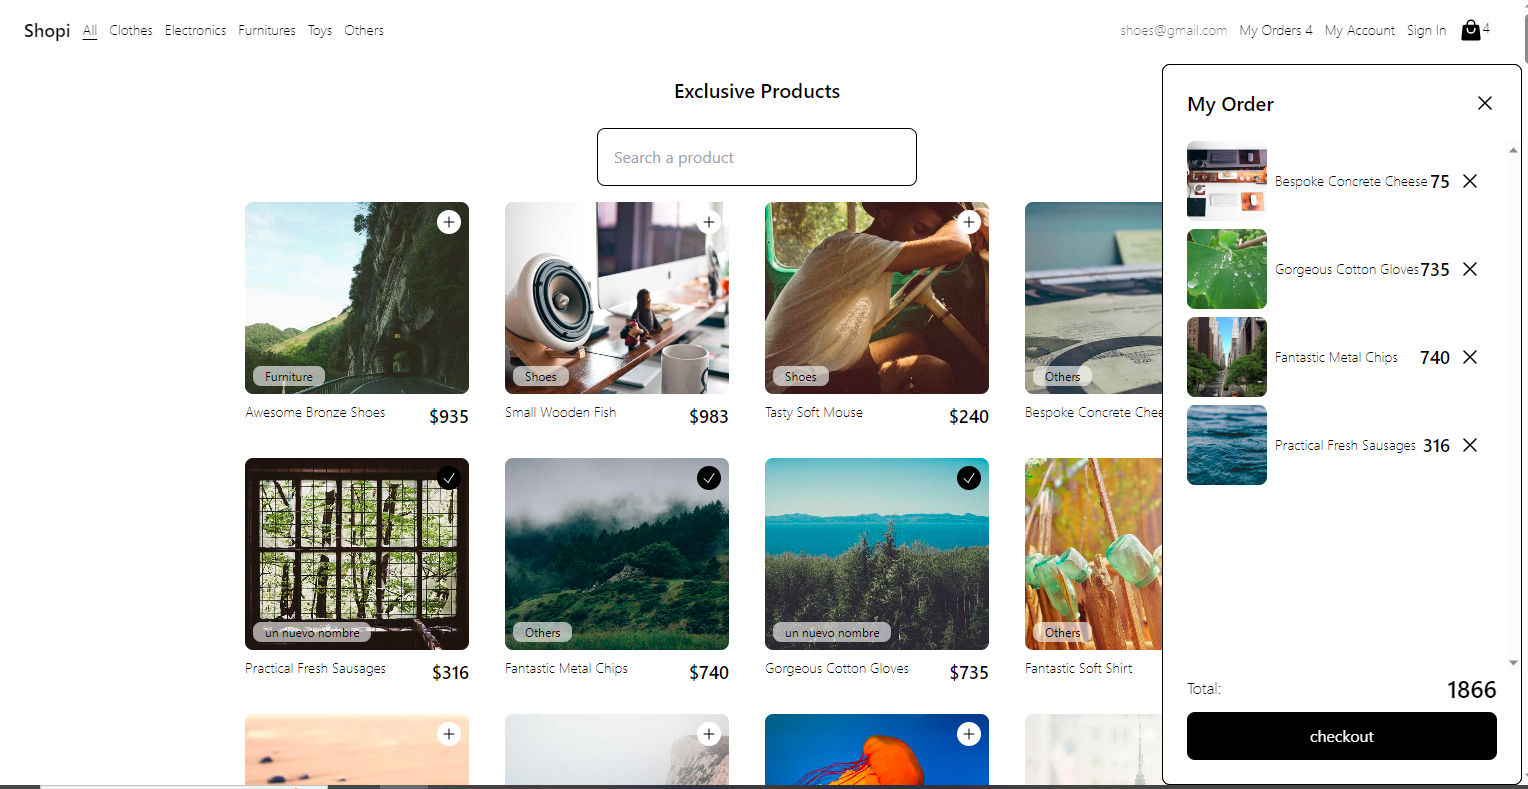 Shopi All Clothes Electronics Furnitures Toys Others shoes@gmail.com My Orders 4 My Account Sign In 4
Exclusive Products
Search a product
Furniture
Awesome Bronze Shoes $935
Shoes
Small Wooden Fish $983
Shoes
Tasty Soft Mouse $240
Others
Bespoke Concrete Chee
un nuevo nombre
Practical Fresh Sausages $316
Others
Fantastic Metal Chips $740
un nuevo nombre
Gorgeous Cotton Gloves $735
Others
Fantastic Soft Shirt
My Order
Bespoke Concrete Cheese 75
Gorgeous Cotton Gloves 735
Fantastic Metal Chips 740
Practical Fresh Sausages 316
Total: 1866
checkout